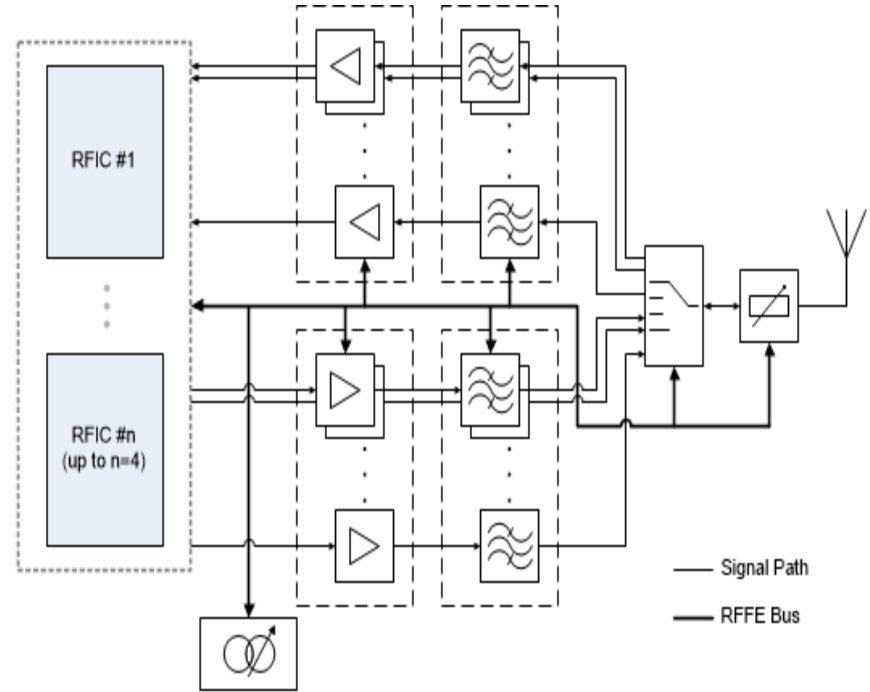 RFIC #1
RFIC #n
(up to n=4)
Signal Path
RFFE Bus